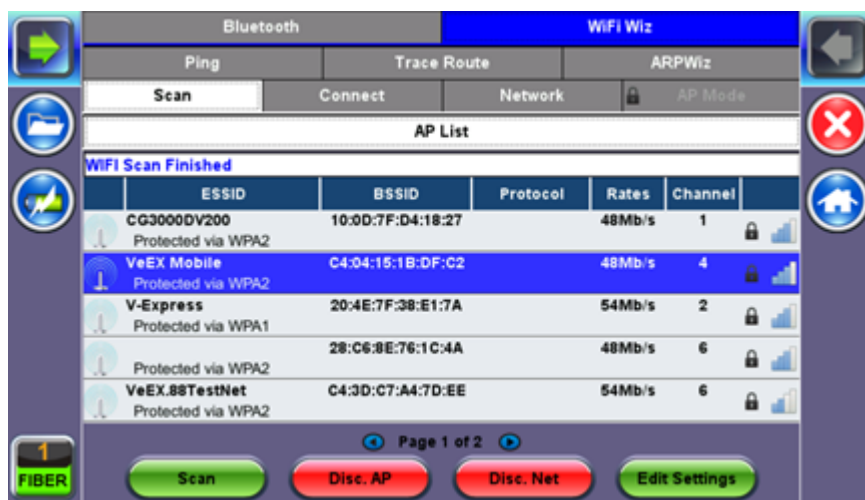 Bluetooth WiFi Wiz
Ping Trace Route ARPWiz
Scan Connect Network AP Mode
AP List
WIFI Scan Finished
ESSID BSSID Protocol Rates Channel
CG3000DV200 10:0D:7F:D4:18:27 48Mb/s 1
Protected via WPA2
VeEX Mobile C4:04:15:1B:DF:C2 48Mb/s 4
Protected via WPA2
V-Express 20:4E:7F:38:E1:7A 54Mb/s 2
Protected via WPA1
28:C6:8E:76:1C:4A 48Mb/s 6
Protected via WPA2
VeEX.88TestNet C4:3D:C7:A4:7D:EE 54Mb/s 6
Protected via WPA2
Page 1 of 2
1
FIBER
Scan Disc. AP Disc. Net Edit Settings